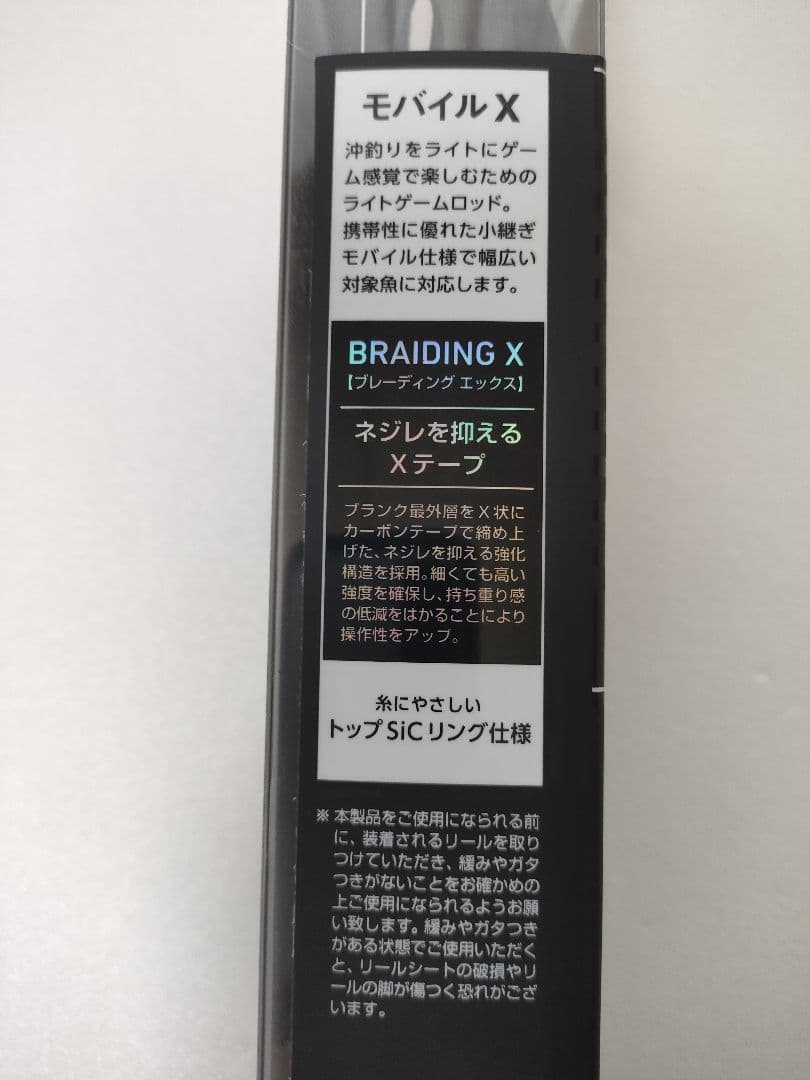 モバイル X
沖釣りをライトにゲー
ム感覚で楽しむための
ライトゲームロッド。
携帯性に優れた小継ぎ
モバイル仕様で幅広い
対象魚に対応します。
BRAIDING X
【ブレーディング エックス】
ネジレを抑える
Xテープ
ブランク最外層をX状に
カーボンテープで締め上
げた、ネジレを抑える強化
構造を採用。細くても高い
強度を確保し、持ち重り感
の低減をはかることにより
操作性をアップ。
糸にやさしい
トップSiCリング仕様
※ 本製品をご使用になられる前
に、装着されるリールを取り
つけていただき、緩みやガタ
つきがないことをお確かめの
上ご使用になられるようお願
い致します。緩みやガタつき
がある状態でご使用いただく
と、リールシートの破損やリ
ールの脚が傷つく恐れがござ
います。